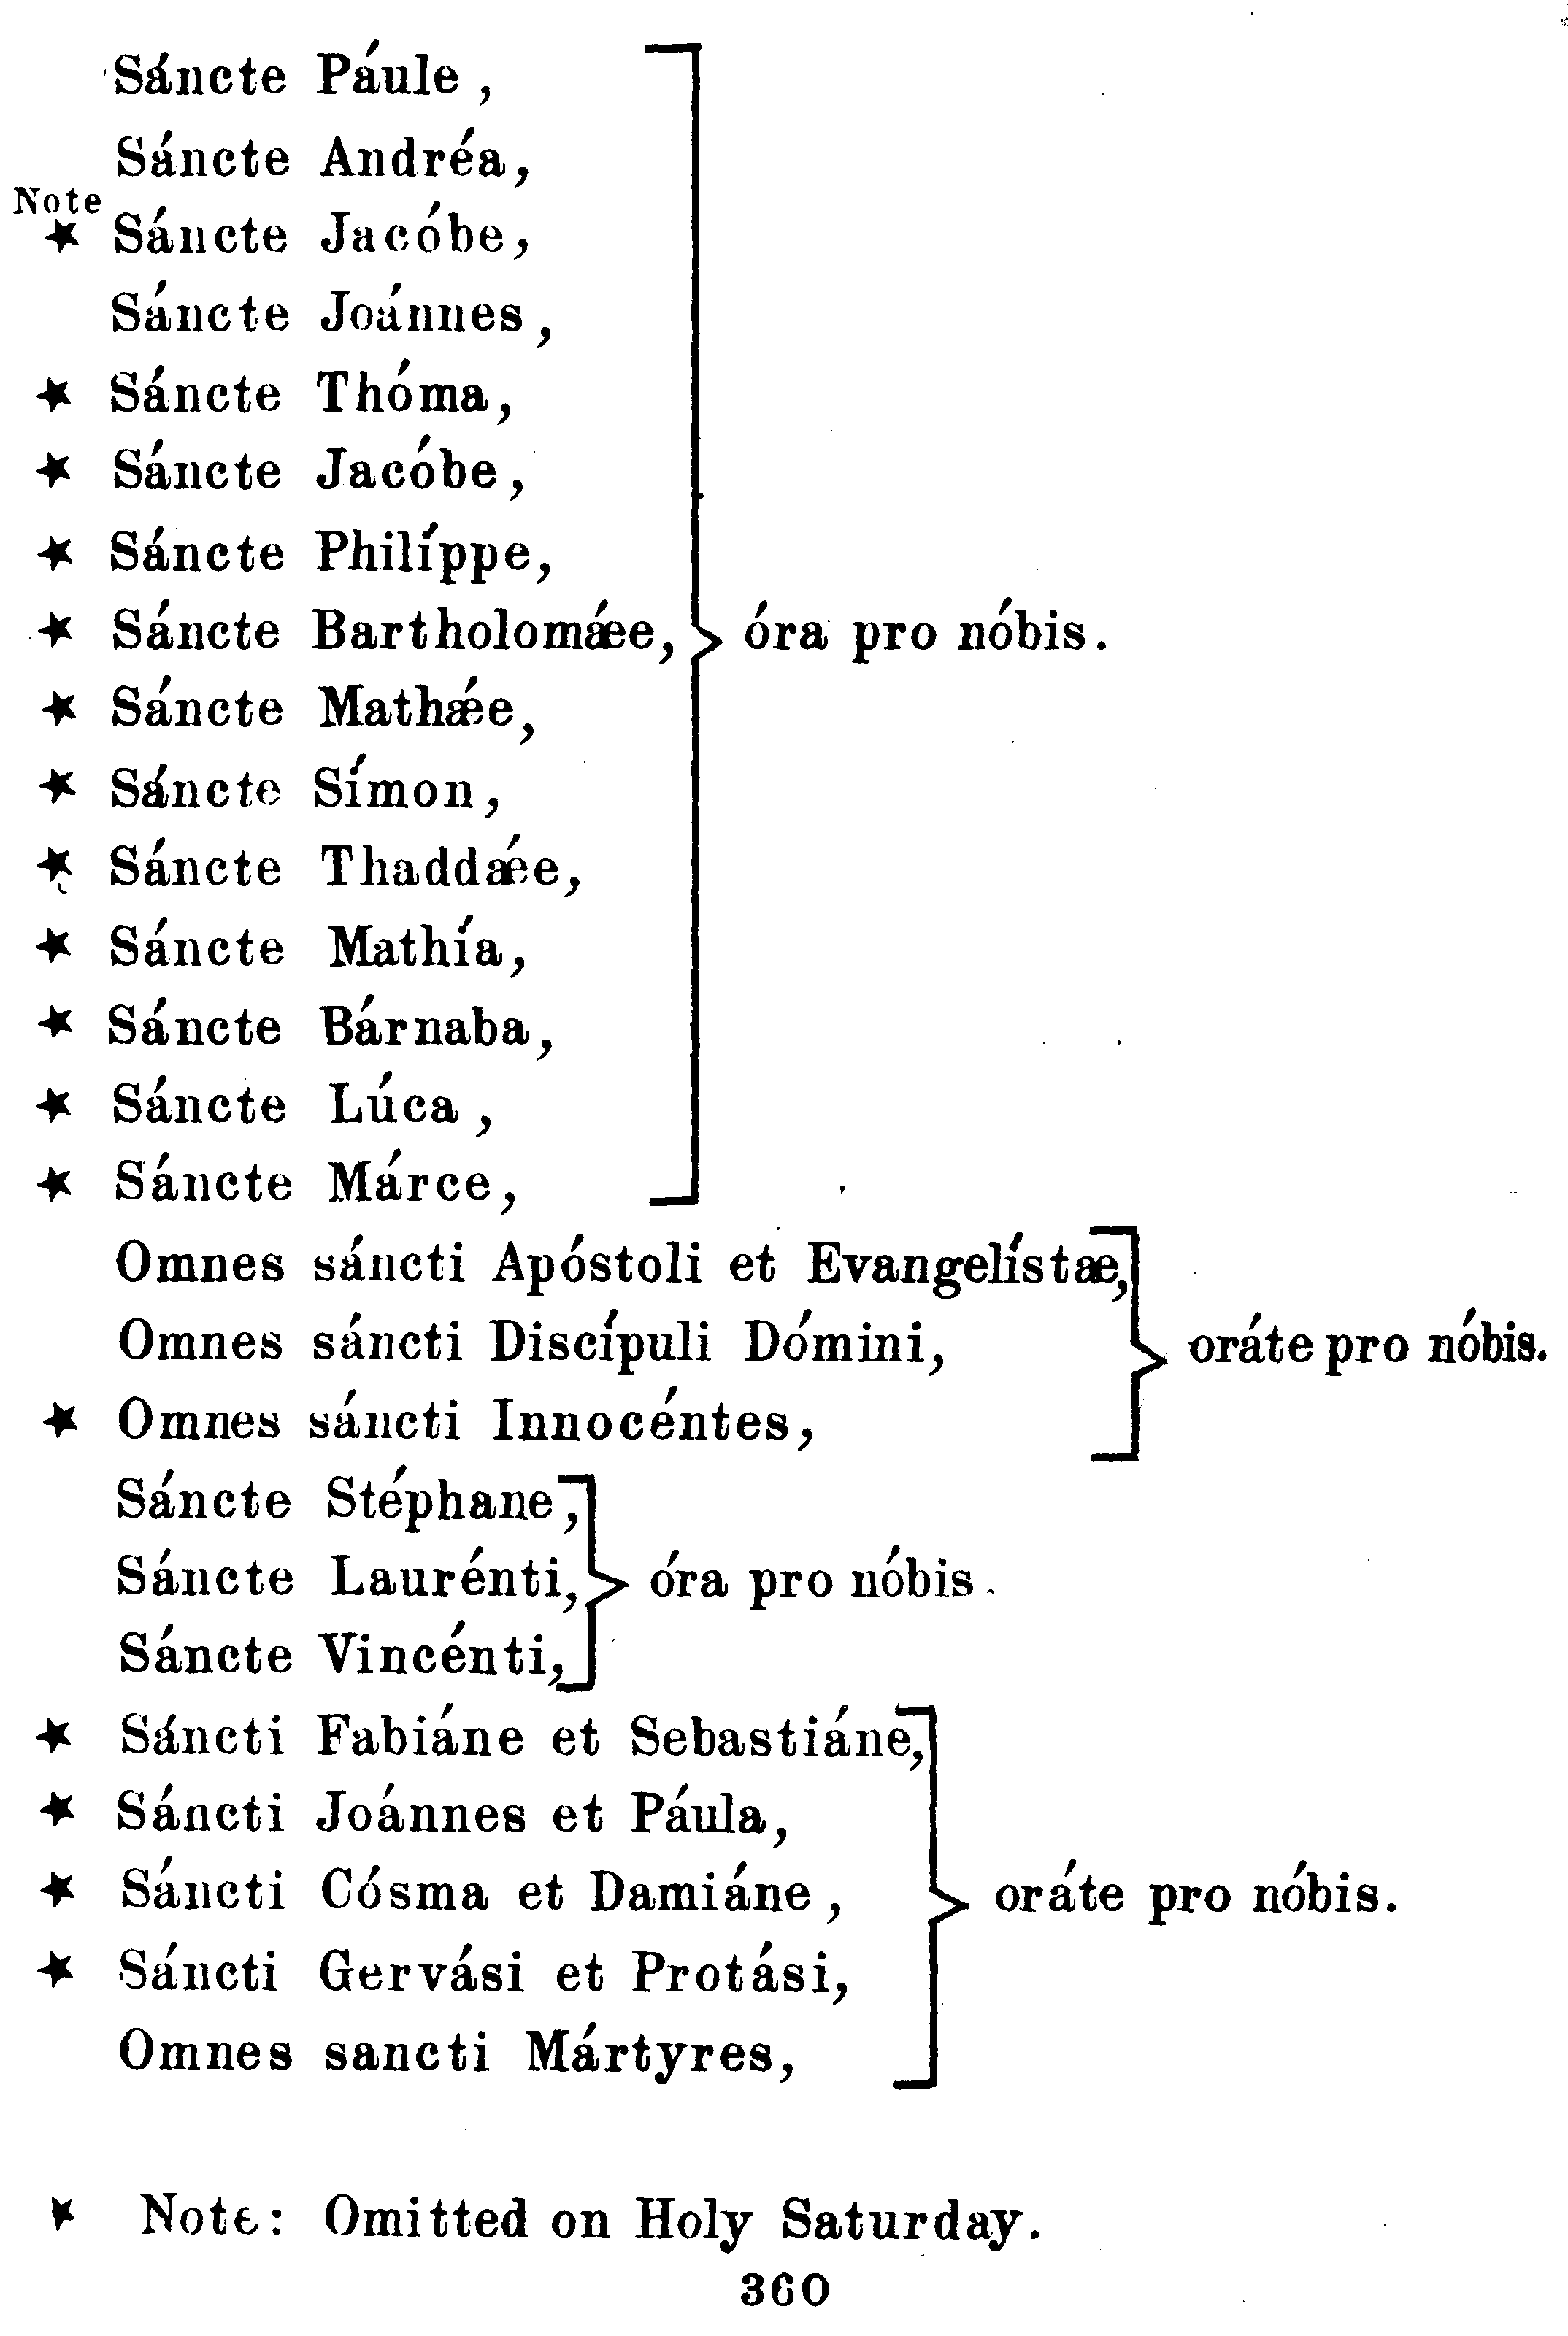 Sáncte Páule,
Sáncte Andréa,
Note
★ Sáncte Jacóbe,
Sáncte Joánnes,
★ Sáncte Thóma,
★ Sáncte Jacóbe,
★ Sáncte Philíppe,
★ Sáncte Bartholomǽe, óra pro nóbis.
★ Sáncte Mathǽe,
★ Sáncte Símon,
★ Sáncte Thaddǽe,
★ Sáncte Mathía,
★ Sáncte Bárnaba,
★ Sáncte Lúca,
★ Sáncte Márce,
Omnes sáncti Apóstoli et Evangelístæ,
Omnes sáncti Discípuli Dómini, oráte pro nóbis.
★ Omnes sáncti Innocéntes,
Sáncte Stéphane,
Sáncte Laurénti, óra pro nóbis.
Sáncte Vincénti,
★ Sáncti Fabiáne et Sebastiáne,
★ Sáncti Joánnes et Páula,
★ Sáncti Cósma et Damiáne, oráte pro nóbis.
★ Sáncti Gervási et Protási,
Omnes sancti Mártyres,
★ Note: Omitted on Holy Saturday.
360